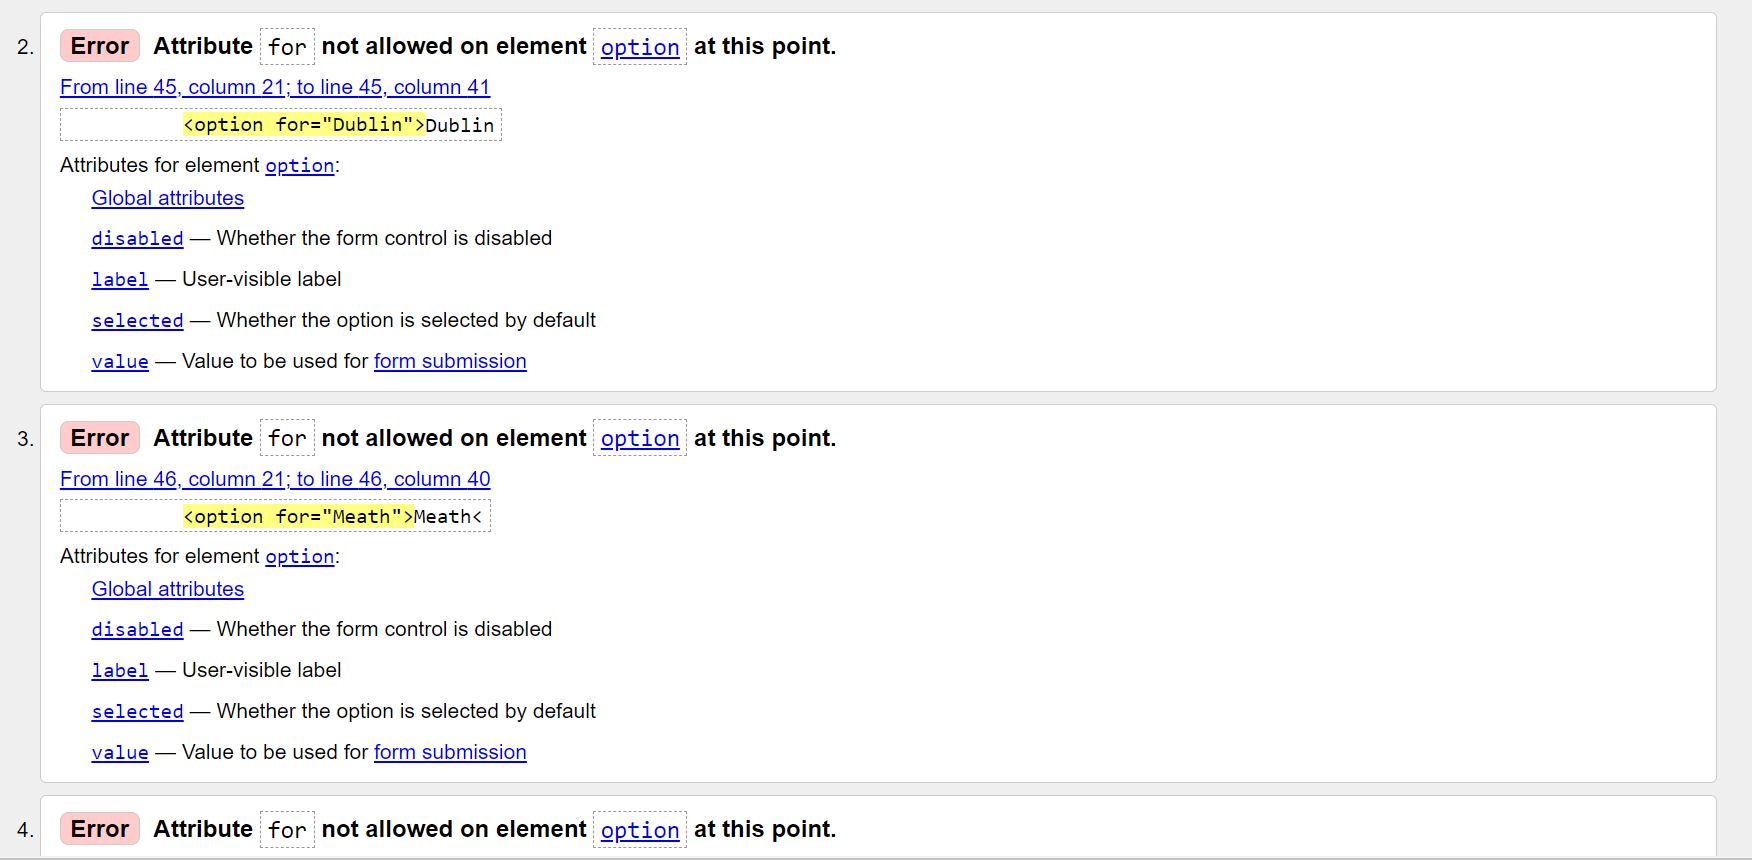 2. Error Attribute for not allowed on element option at this point.
From line 45, column 21; to line 45, column 41
<option for="Dublin">Dublin
Attributes for element option:
Global attributes
disabled — Whether the form control is disabled
label — User-visible label
selected — Whether the option is selected by default
value — Value to be used for form submission
3. Error Attribute for not allowed on element option at this point.
From line 46, column 21; to line 46, column 40
<option for="Meath">Meath<
Attributes for element option:
Global attributes
disabled — Whether the form control is disabled
label — User-visible label
selected — Whether the option is selected by default
value — Value to be used for form submission
4. Error Attribute for not allowed on element option at this point.